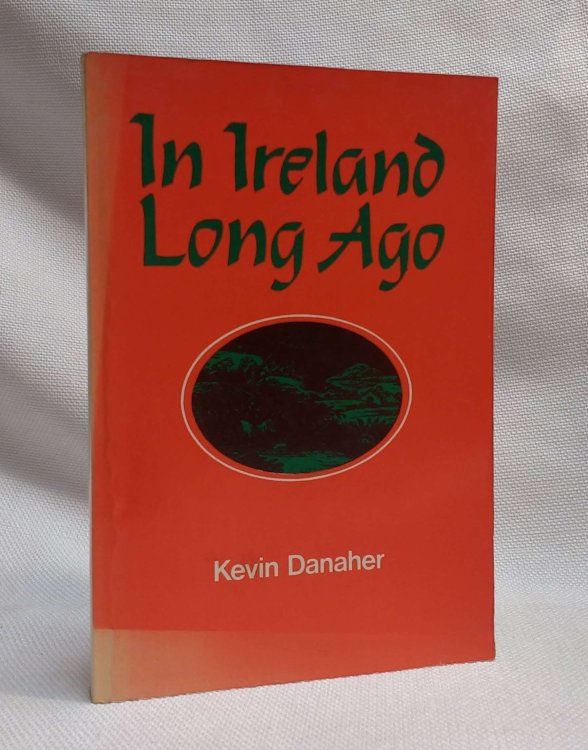 In Ireland
Long Ago
Kevin Danaher